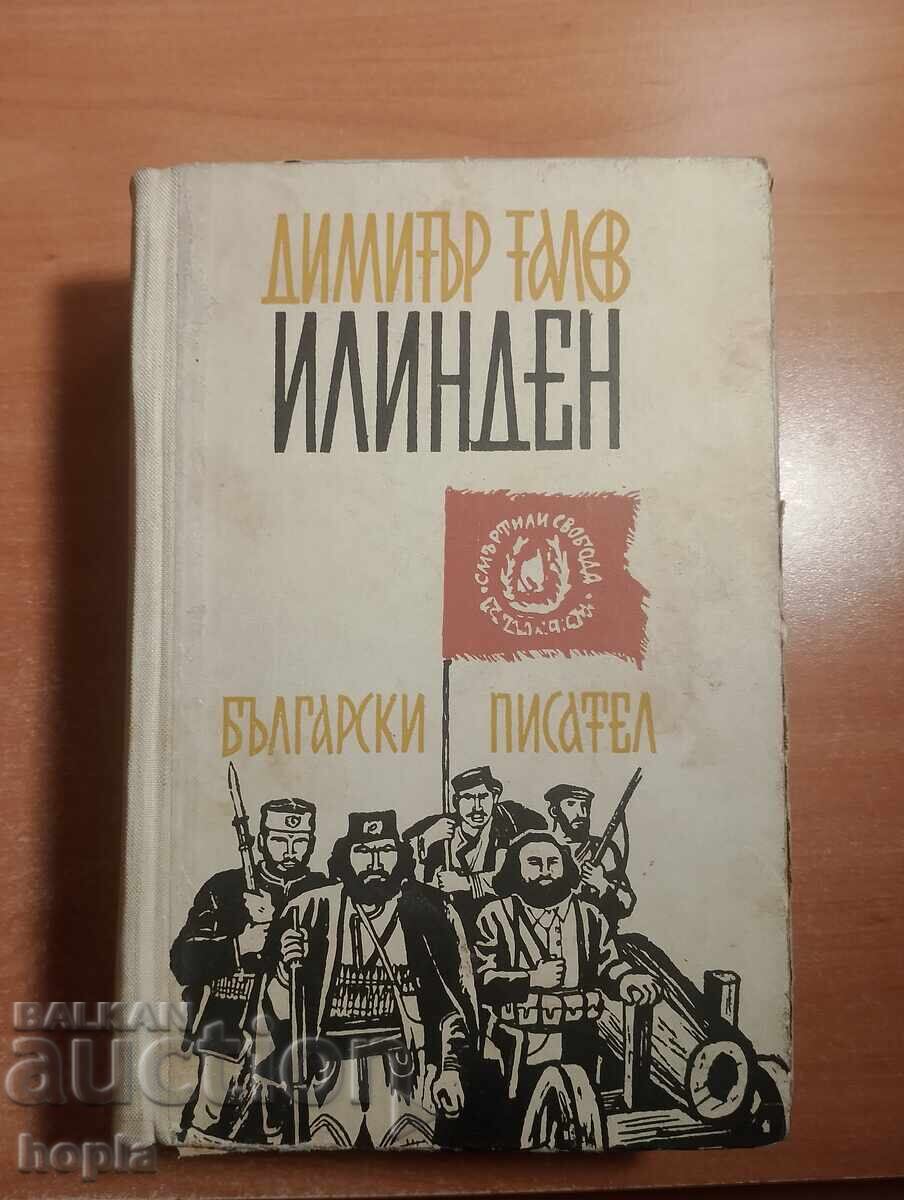 ДИМИТЪР ТАЛЕВ
ИЛИНДЕН
СМЪРТ ИЛИ СВОБОДА
БЪЛГАРСКИ ПИСАТЕЛ
BALKAN
auction
hopla